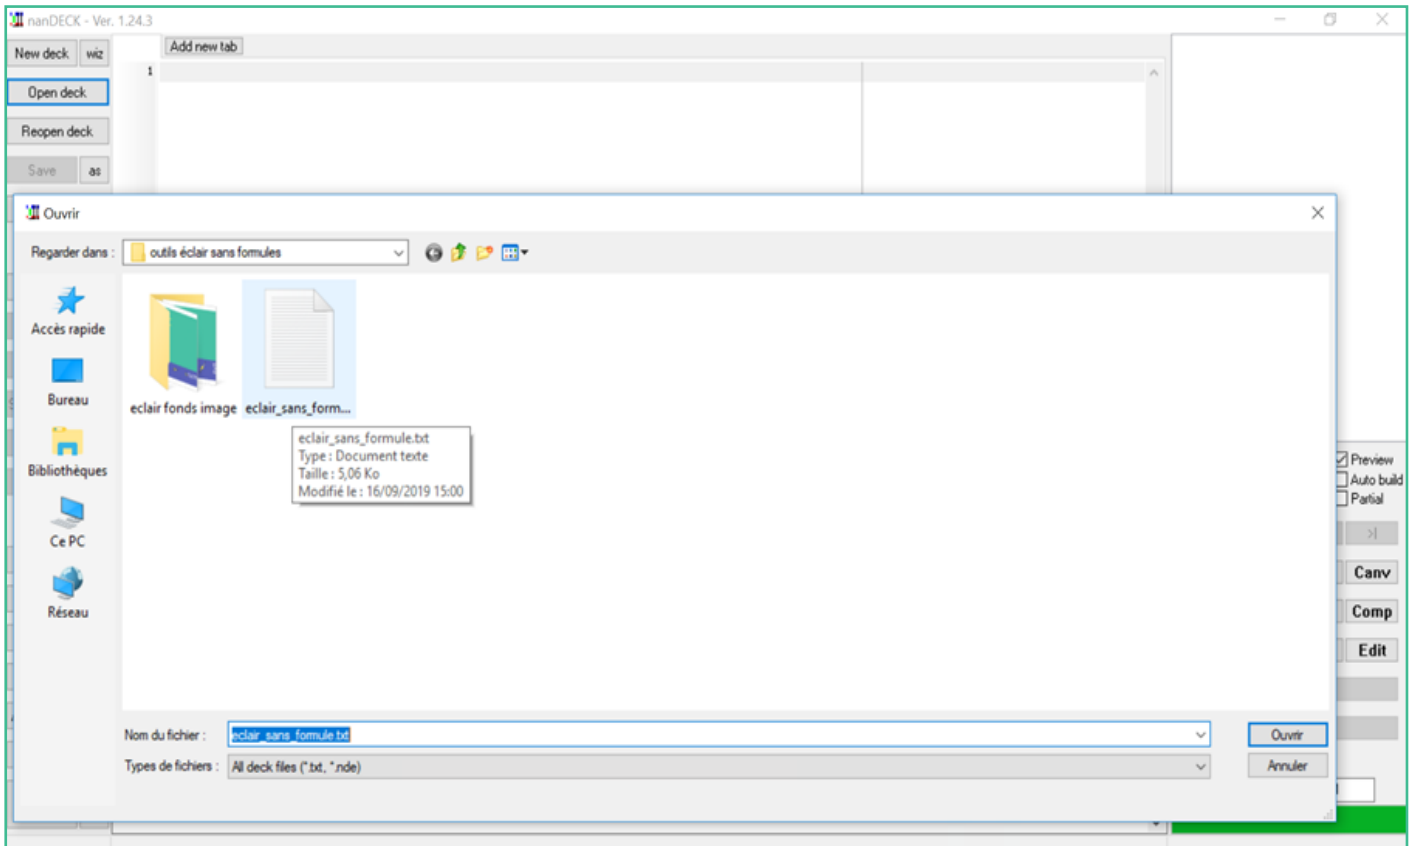 nanDECK - Ver. 1.24.3
New deck wiz
Add new tab
1
Open deck
Reopen deck
Save as
Ouvrir
Regarder dans : outils éclair sans formules
Accès rapide
Bureau
Bibliothèques
Ce PC
Réseau
eclair fonds image eclair_sans_form...
eclair_sans_formule.txt
Type : Document texte
Taille : 5,06 Ko
Modifié le : 16/09/2019 15:00
Nom du fichier : eclair_sans_formule.txt Ouvrir
Types de fichiers : All deck files (*.txt, *.nde) Annuler
Preview
Auto build
Partial
>|
Canv
Comp
Edit